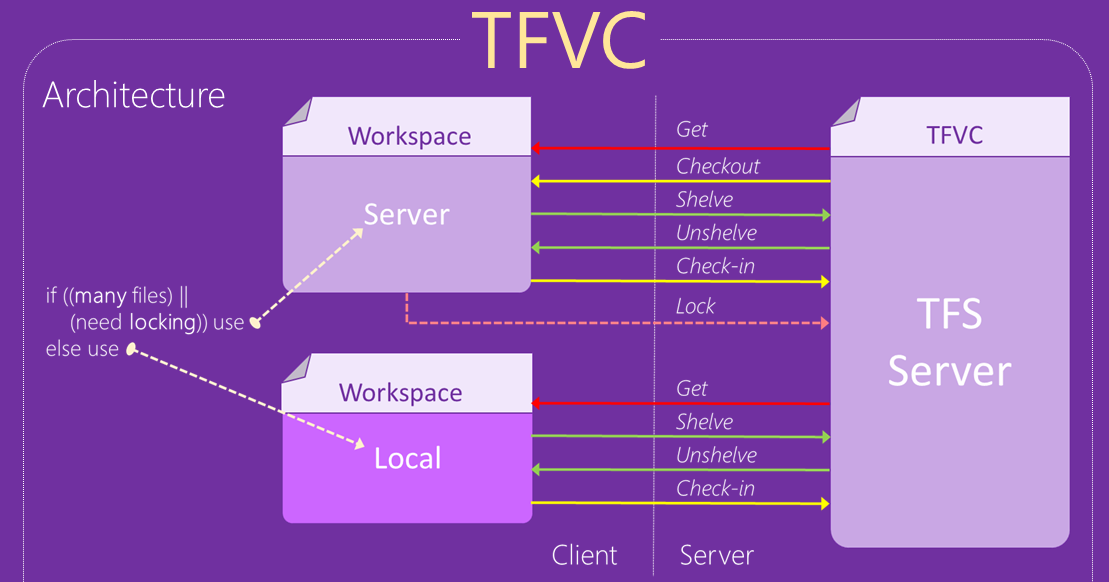 TFVC
Architecture
Workspace
Server
TFVC
TFS
Server
Get
Checkout
Shelve
Unshelve
Check-in
Lock
if ((many files) ||
(need locking)) use
else use
Workspace
Local
Get
Shelve
Unshelve
Check-in
Client
Server